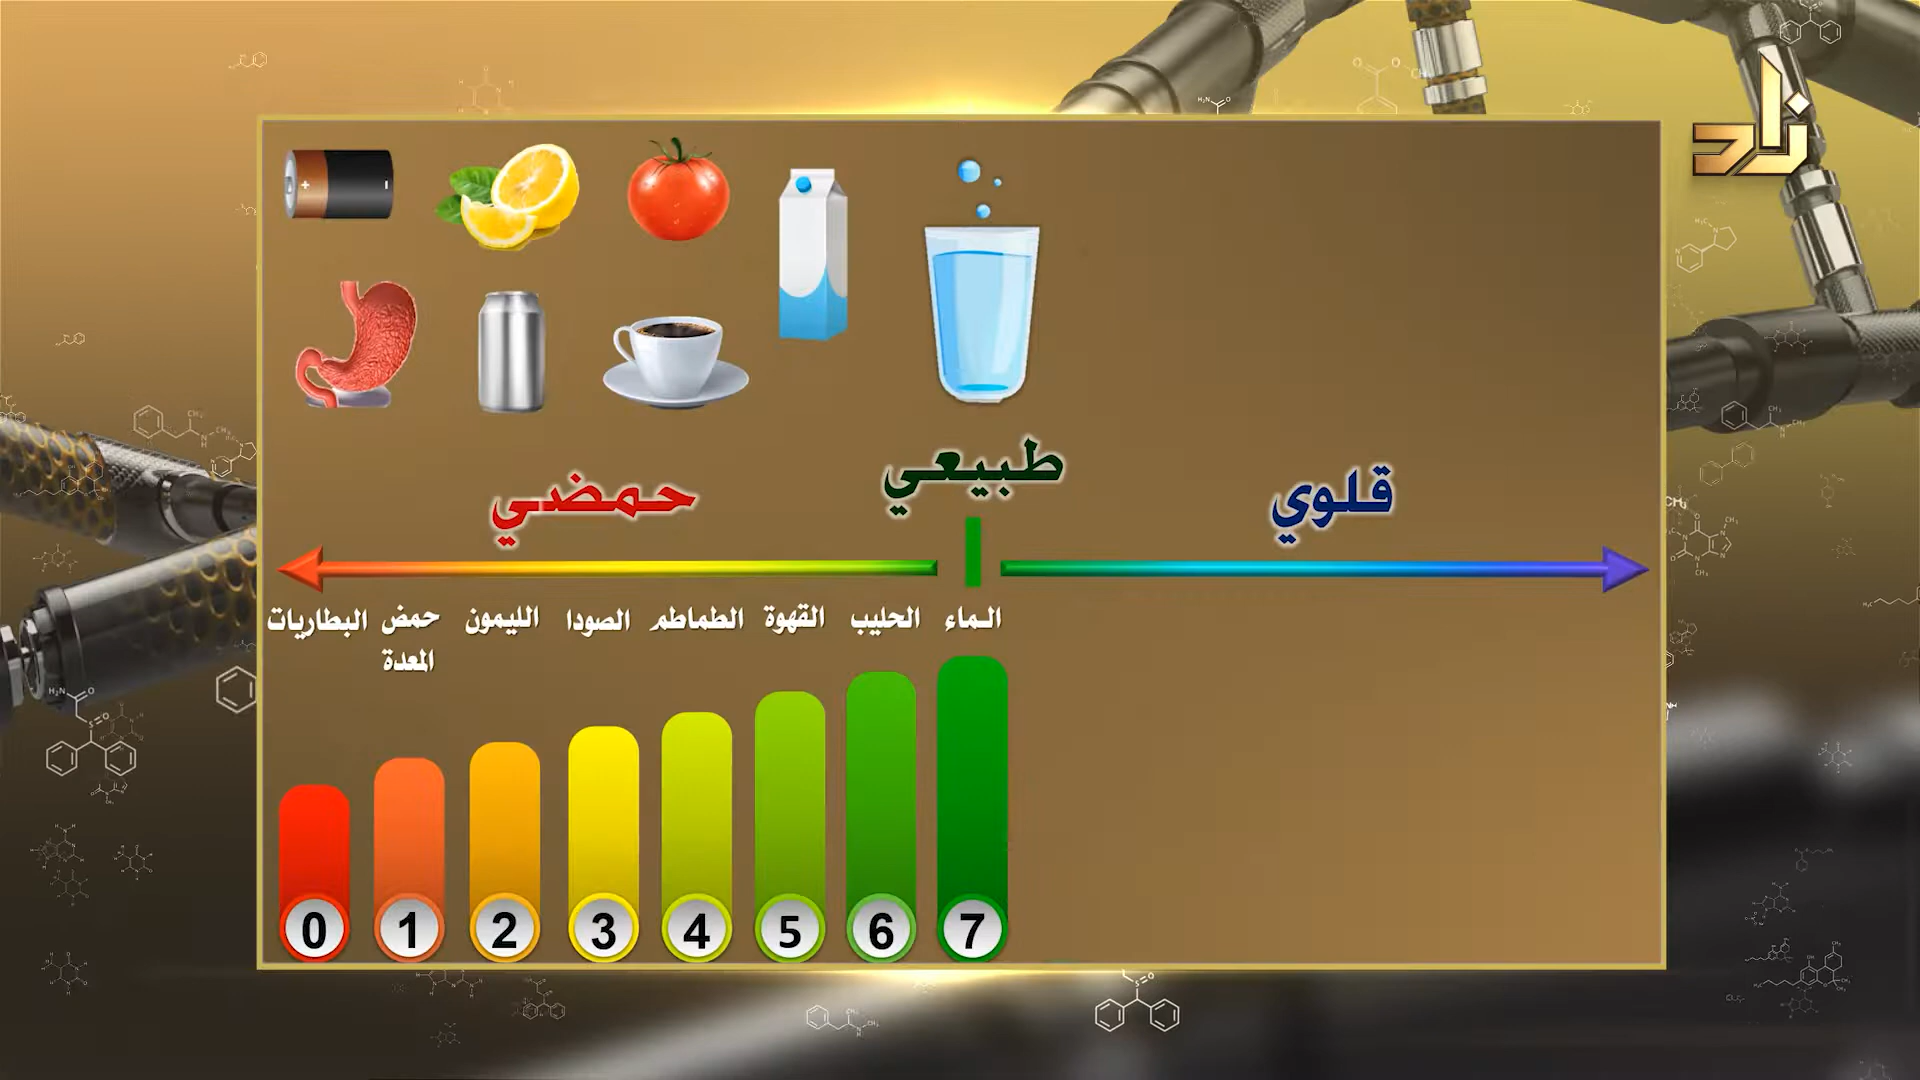 زاد
طبيعي
قلوي
حمضي
البطاريات
حمض
المعدة
الليمون
الصودا
الطماطم
القهوة
الحليب
الماء
0 1 2 3 4 5 6 7